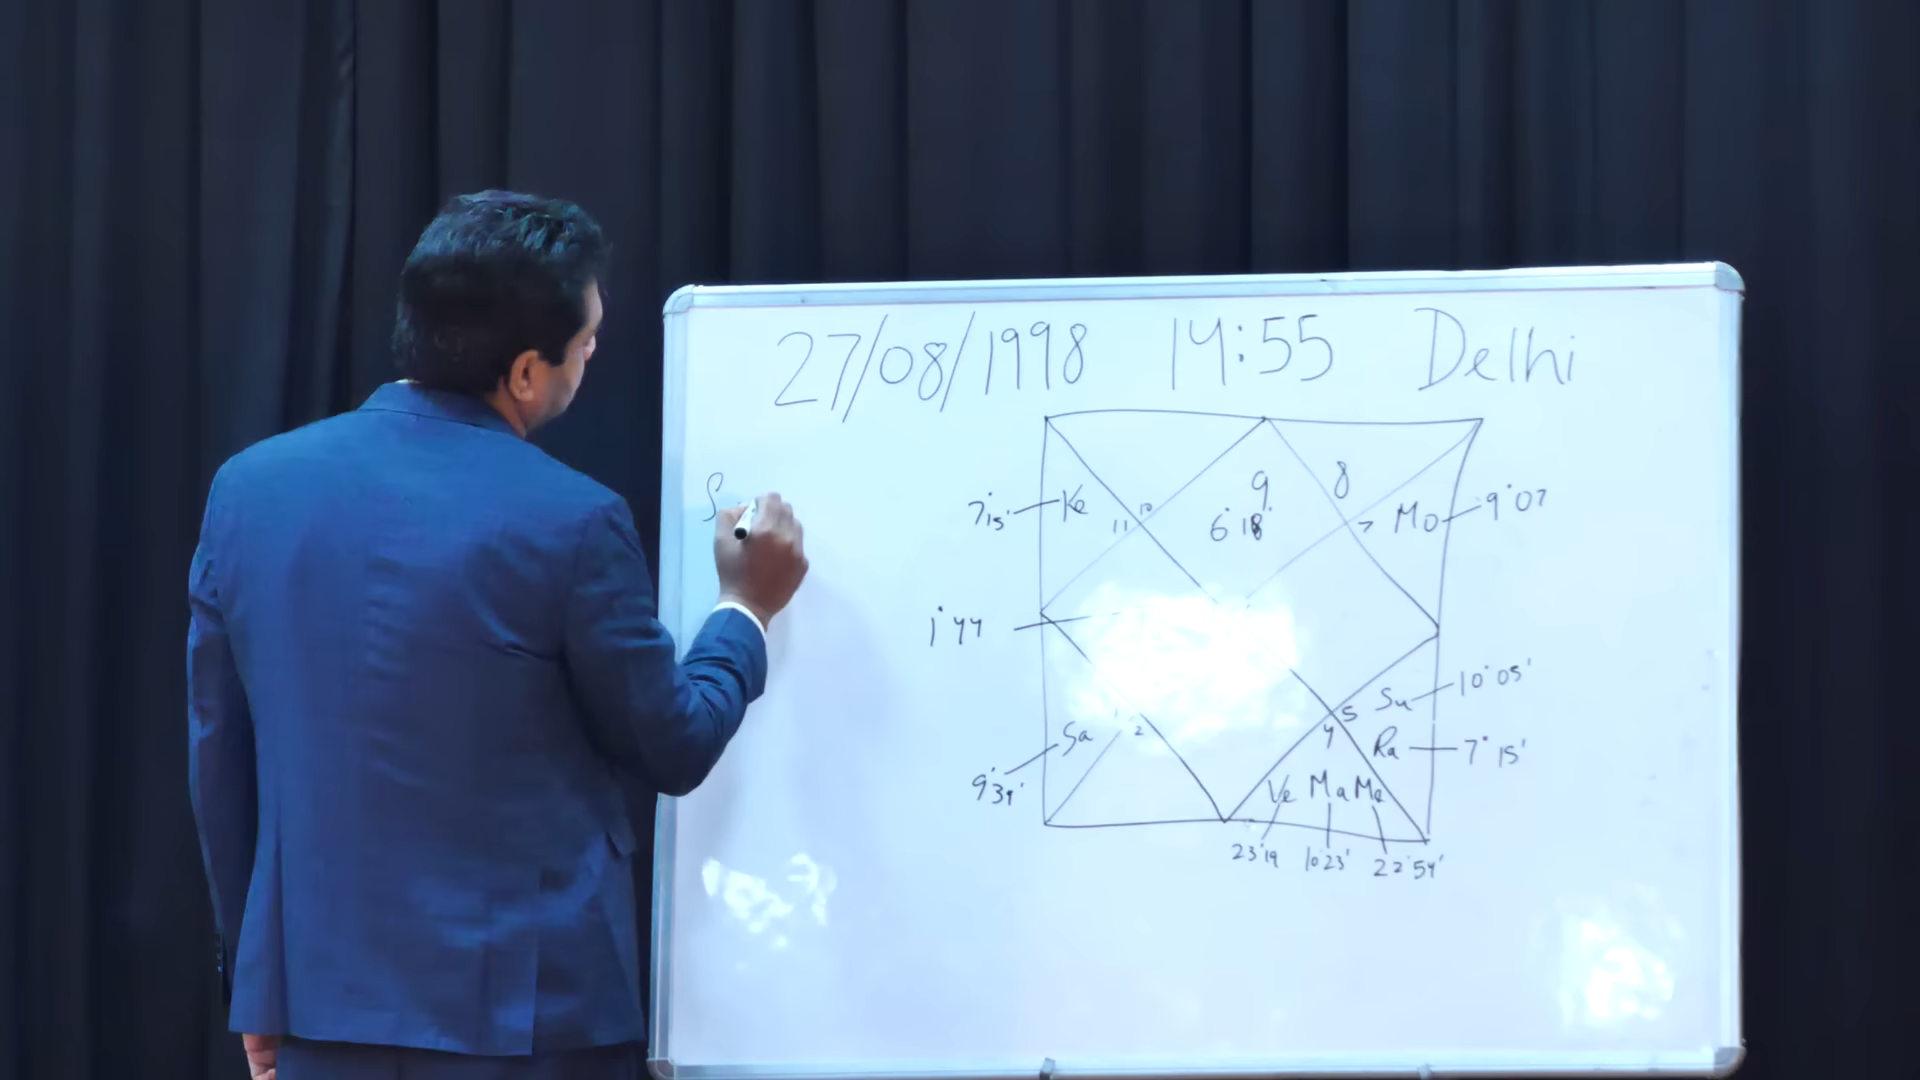 27/08/1998 14:55 Delhi
S
9 8
7°15' Ke 11 10 6°18' 7 Mo 9°07
1°44
Su 10°05'
5
Sa 2 4 Ra 7°15'
9°39' Ve Ma Me
23°19 10°23' 22°54'